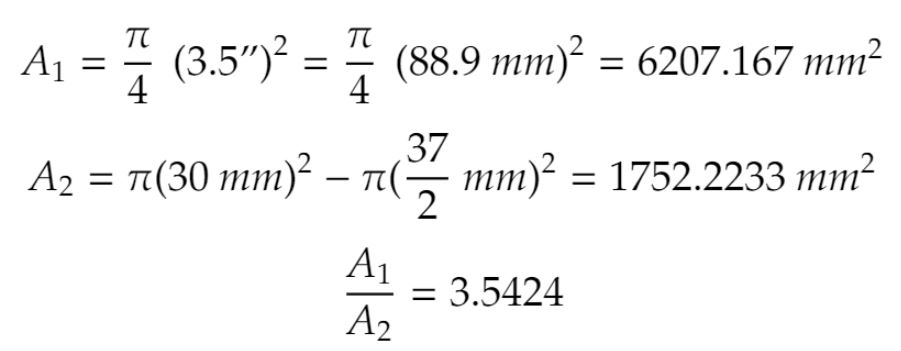 A₁ = π/4 (3.5″)² = π/4 (88.9 mm)² = 6207.167 mm²
A₂ = π(30 mm)² − π(37/2 mm)² = 1752.2233 mm²
A₁/A₂ = 3.5424